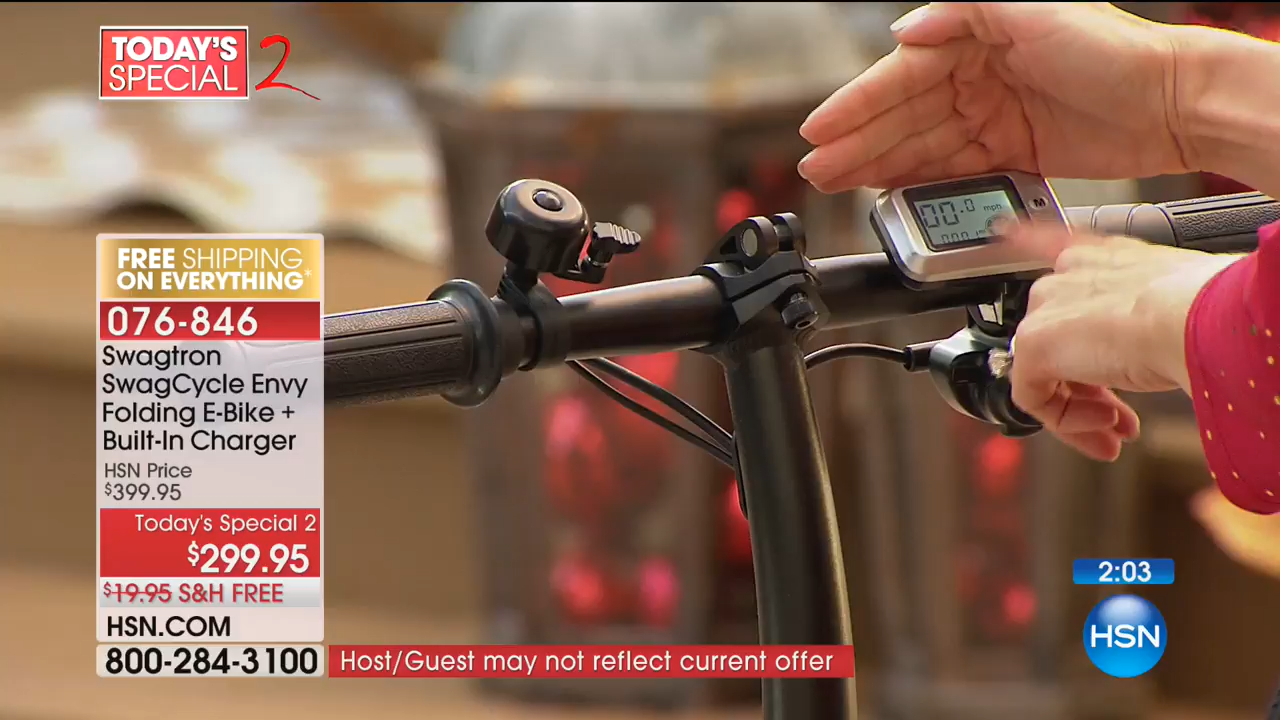 TODAY'S
SPECIAL 2
FREE SHIPPING
ON EVERYTHING*
076-846
Swagtron
SwagCycle Envy
Folding E-Bike +
Built-In Charger
HSN Price
$399.95
Today's Special 2
$299.95
$19.95 S&H FREE
HSN.COM
800-284-3100
Host/Guest may not reflect current offer
2:03
HSN
00.0 mph
M